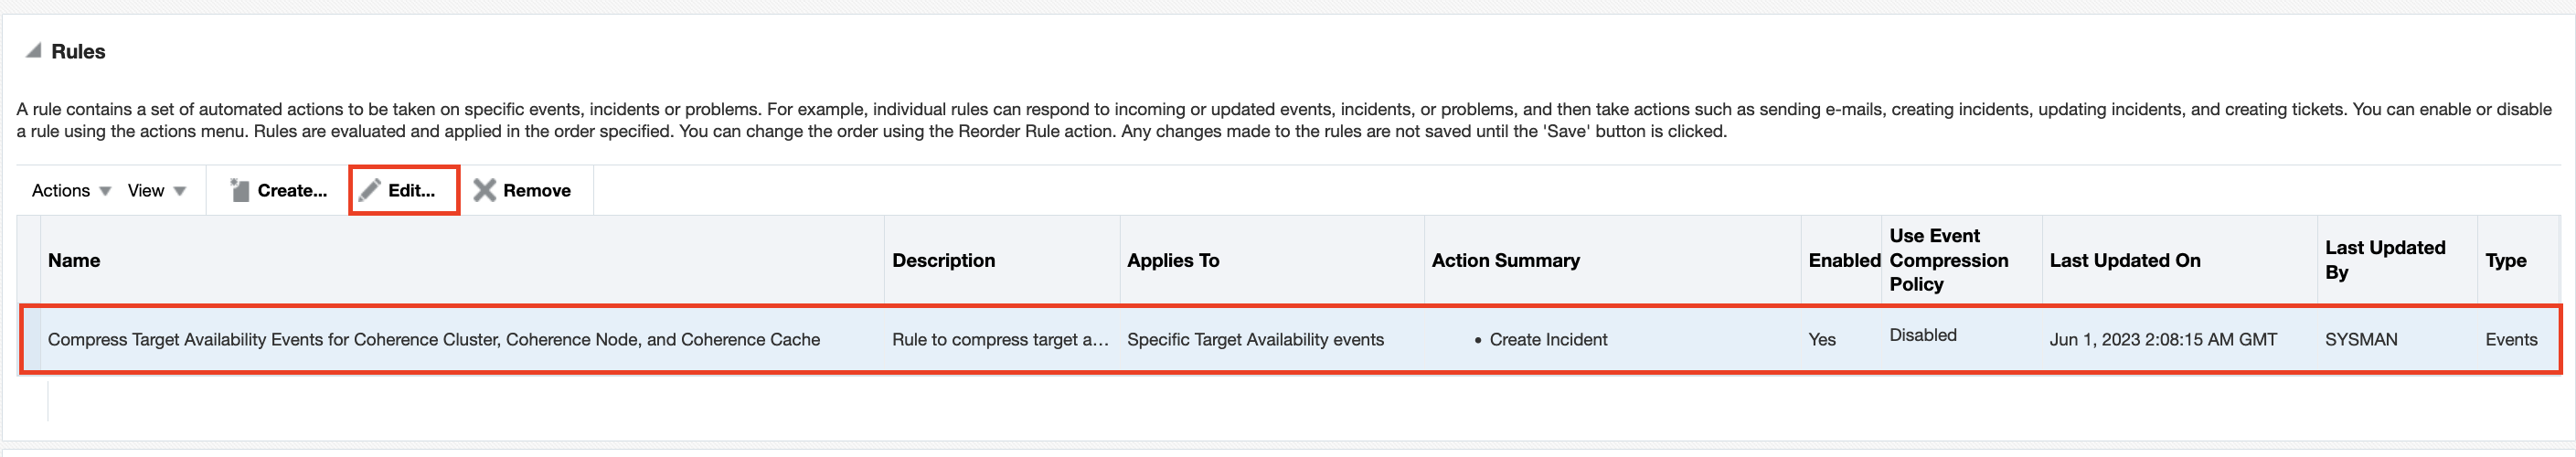 Rules
A rule contains a set of automated actions to be taken on specific events, incidents or problems. For example, individual rules can respond to incoming or updated events, incidents, or problems, and then take actions such as sending e-mails, creating incidents, updating incidents, and creating tickets. You can enable or disable
a rule using the actions menu. Rules are evaluated and applied in the order specified. You can change the order using the Reorder Rule action. Any changes made to the rules are not saved until the 'Save' button is clicked.
Actions View Create... Edit... Remove
Name Description Applies To Action Summary Enabled Use Event Compression Policy Last Updated On Last Updated By Type
Compress Target Availability Events for Coherence Cluster, Coherence Node, and Coherence Cache Rule to compress target a... Specific Target Availability events • Create Incident Yes Disabled Jun 1, 2023 2:08:15 AM GMT SYSMAN Events